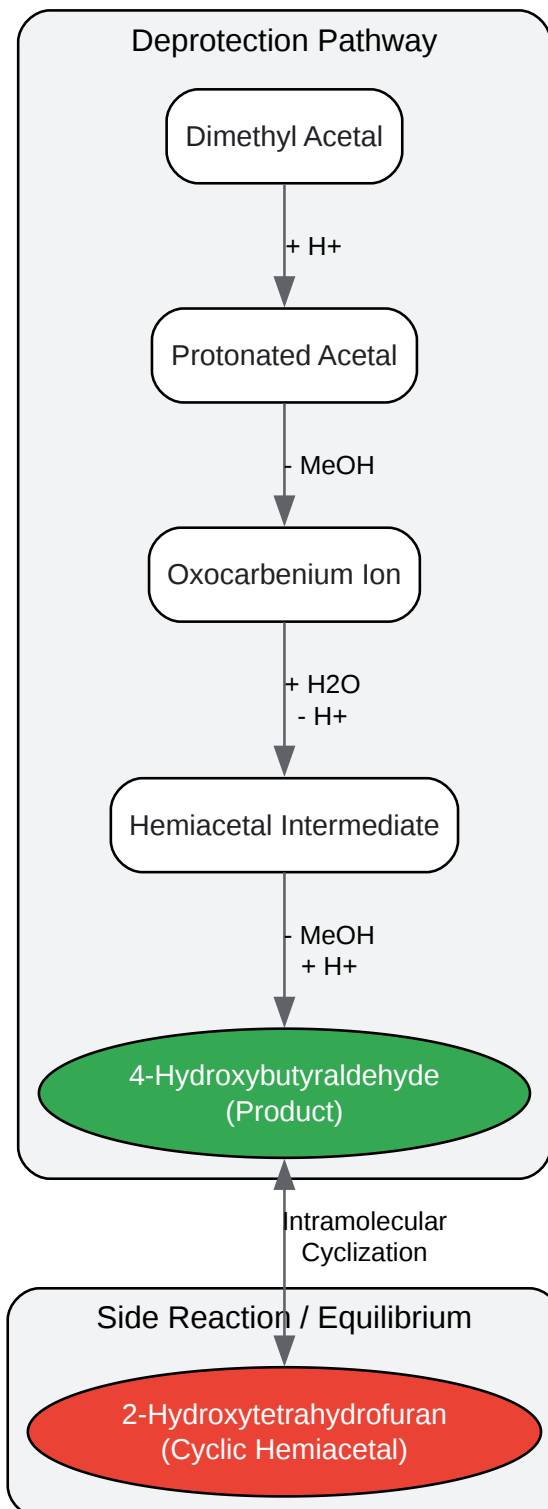 Deprotection Pathway
Dimethyl Acetal
+ H+
Protonated Acetal
- MeOH
Oxocarbenium Ion
+ H2O
- H+
Hemiacetal Intermediate
- MeOH
+ H+
4-Hydroxybutyraldehyde
(Product)
Intramolecular
Cyclization
Side Reaction / Equilibrium
2-Hydroxytetrahydrofuran
(Cyclic Hemiacetal)